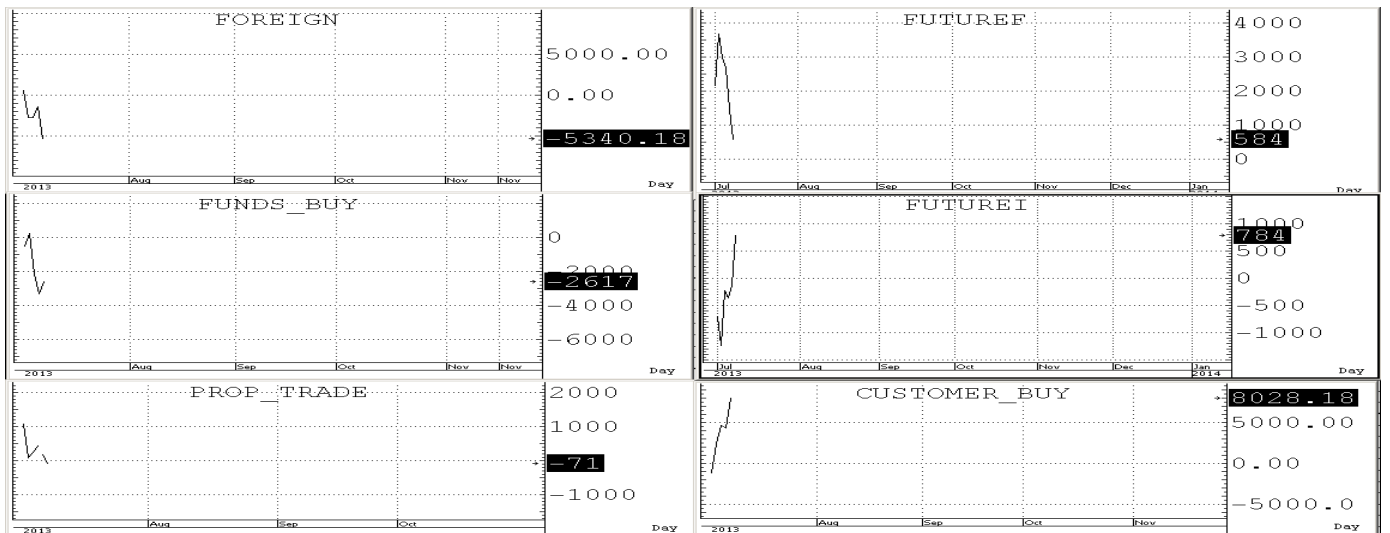 FOREIGN
5000.00
0.00
-5340.18
Aug Sep Oct Nov Nov
2013
Day
FUTUREF
4000
3000
2000
1000
584
0
Jul Aug Sep Oct Nov Dec Jan
2014
Day
FUNDS_BUY
0
-2000
-2617
-4000
-6000
Aug Sep Oct Nov Nov
2013
Day
FUTUREI
1000
784
500
0
-500
-1000
Jul Aug Sep Oct Nov Dec Jan
2013 2014
Day
PROP_TRADE
2000
1000
-71
-1000
Aug Sep Oct
2013
Day
CUSTOMER_BUY
8028.18
5000.00
0.00
-5000.0
Aug Sep Oct Nov
2013
Day